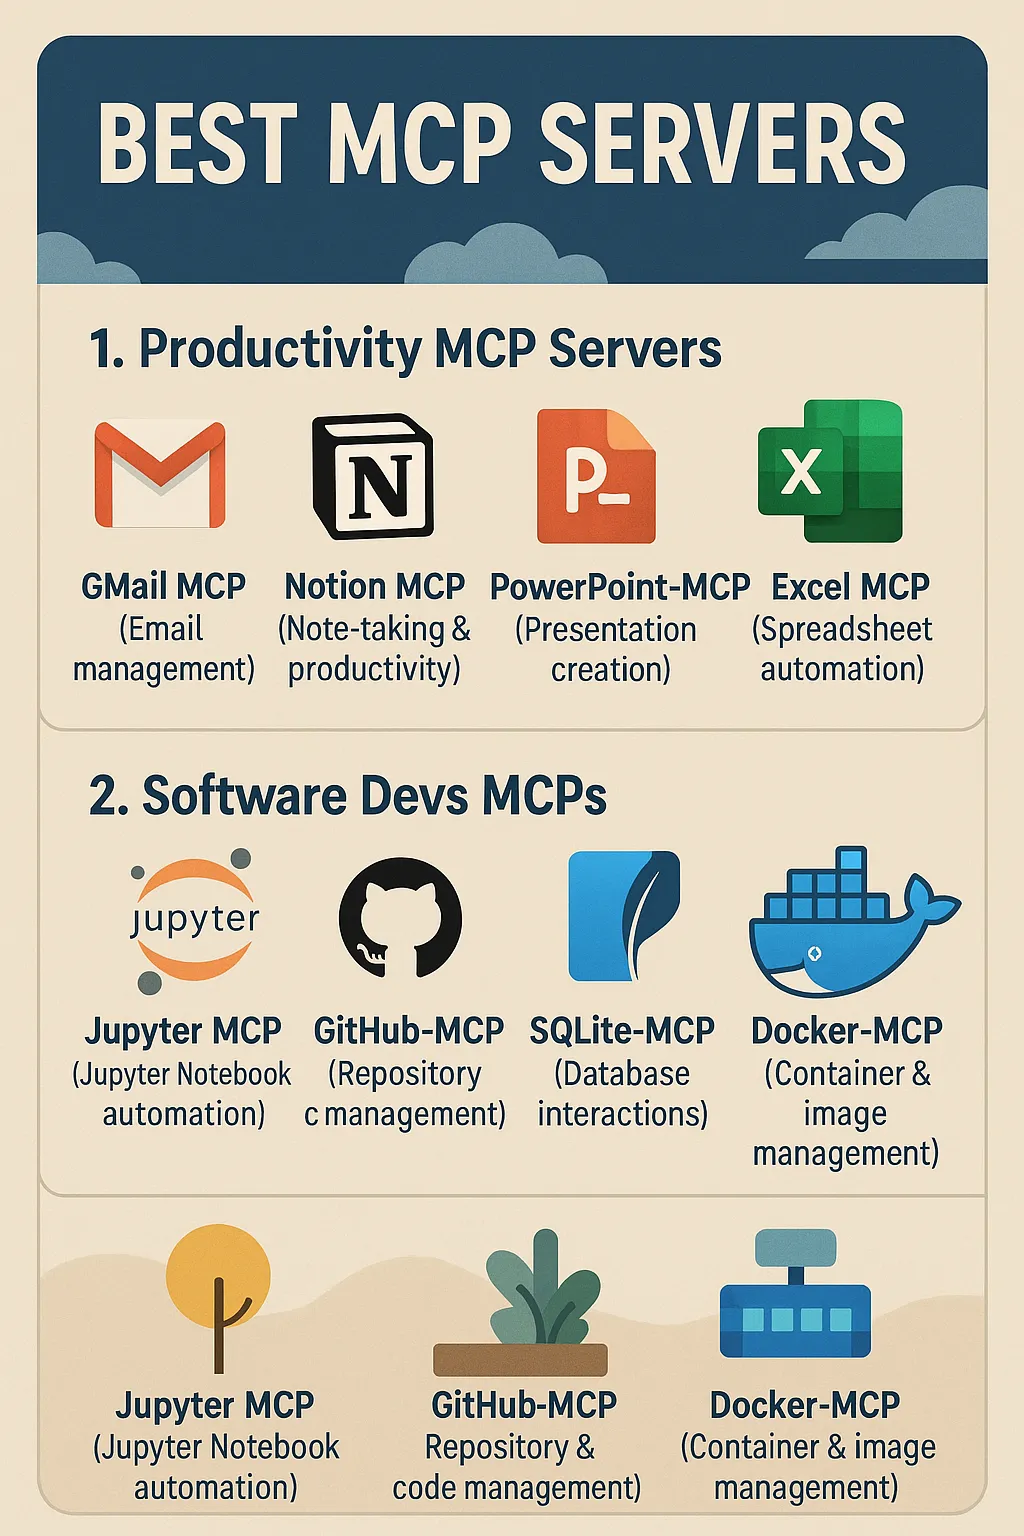 BEST MCP SERVERS
1. Productivity MCP Servers
N
P
X
GMail MCP
(Email
management)
Notion MCP
(Note-taking &
productivity)
PowerPoint-MCP
(Presentation
creation)
Excel MCP
(Spreadsheet
automation)
2. Software Devs MCPs
jupyter
Jupyter MCP
(Jupyter Notebook
automation)
GitHub-MCP
(Repository
c management)
SQLite-MCP
(Database
interactions)
Docker-MCP
(Container &
image
management)
Jupyter MCP
(Jupyter Notebook
automation)
GitHub-MCP
Repository &
code management)
Docker-MCP
(Container & image
management)